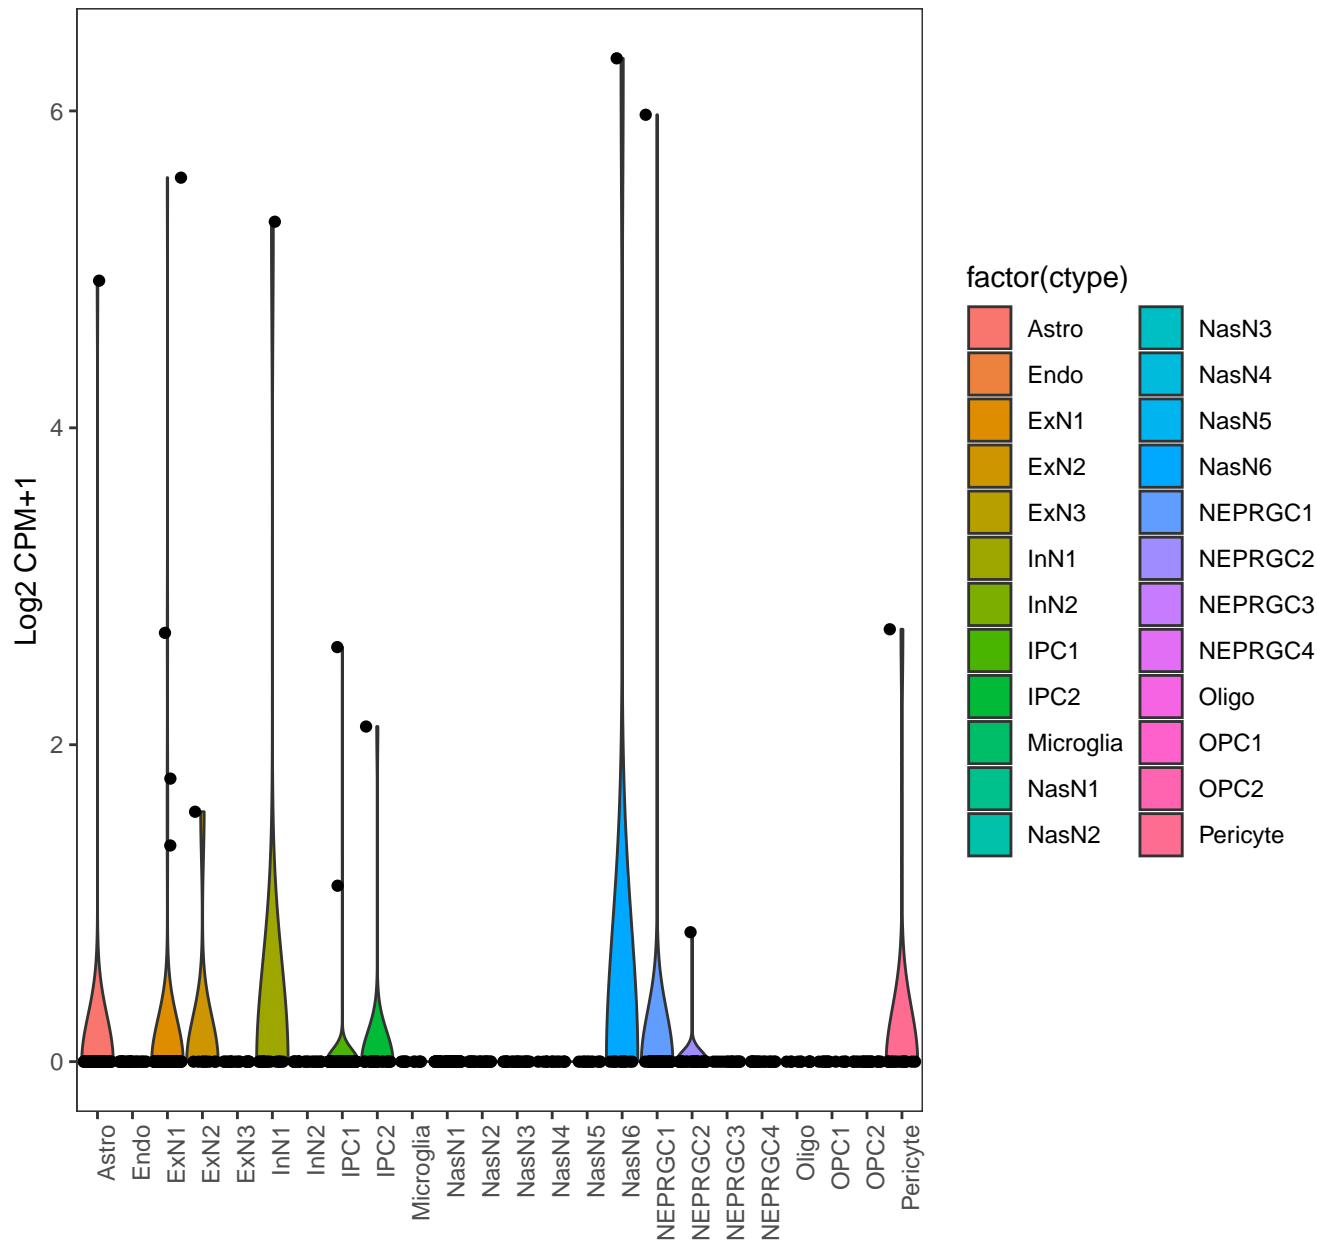 Log2 CPM+1
6
4
2
0
Astro
Endo
ExN1
ExN2
ExN3
InN1
InN2
IPC1
IPC2
Microglia
NasN1
NasN2
NasN3
NasN4
NasN5
NasN6
NEPRGC1
NEPRGC2
NEPRGC3
NEPRGC4
Oligo
OPC1
OPC2
Pericyte
factor(ctype)
Astro
Endo
ExN1
ExN2
ExN3
InN1
InN2
IPC1
IPC2
Microglia
NasN1
NasN2
NasN3
NasN4
NasN5
NasN6
NEPRGC1
NEPRGC2
NEPRGC3
NEPRGC4
Oligo
OPC1
OPC2
Pericyte